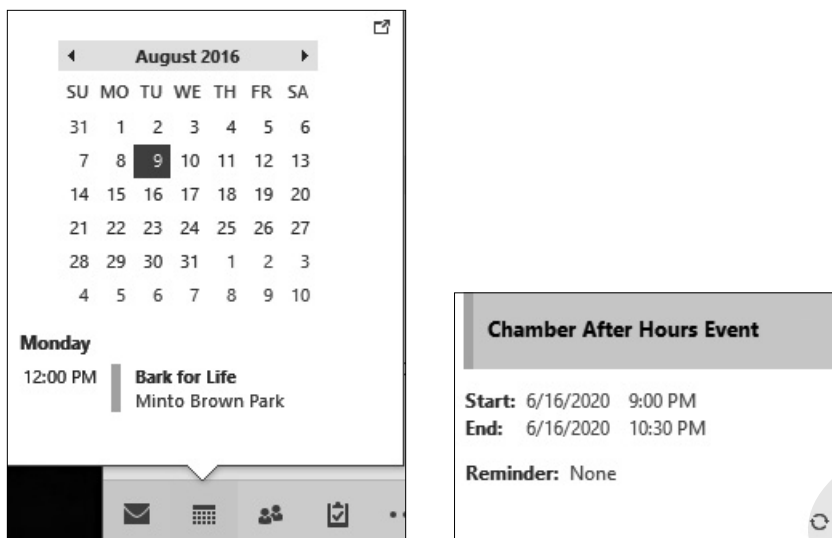 August 2016
SU MO TU WE TH FR SA
31 1 2 3 4 5 6
7 8 9 10 11 12 13
14 15 16 17 18 19 20
21 22 23 24 25 26 27
28 29 30 31 1 2 3
4 5 6 7 8 9 10
Monday
12:00 PM Bark for Life
Minto Brown Park
Chamber After Hours Event
Start: 6/16/2020 9:00 PM
End: 6/16/2020 10:30 PM
Reminder: None